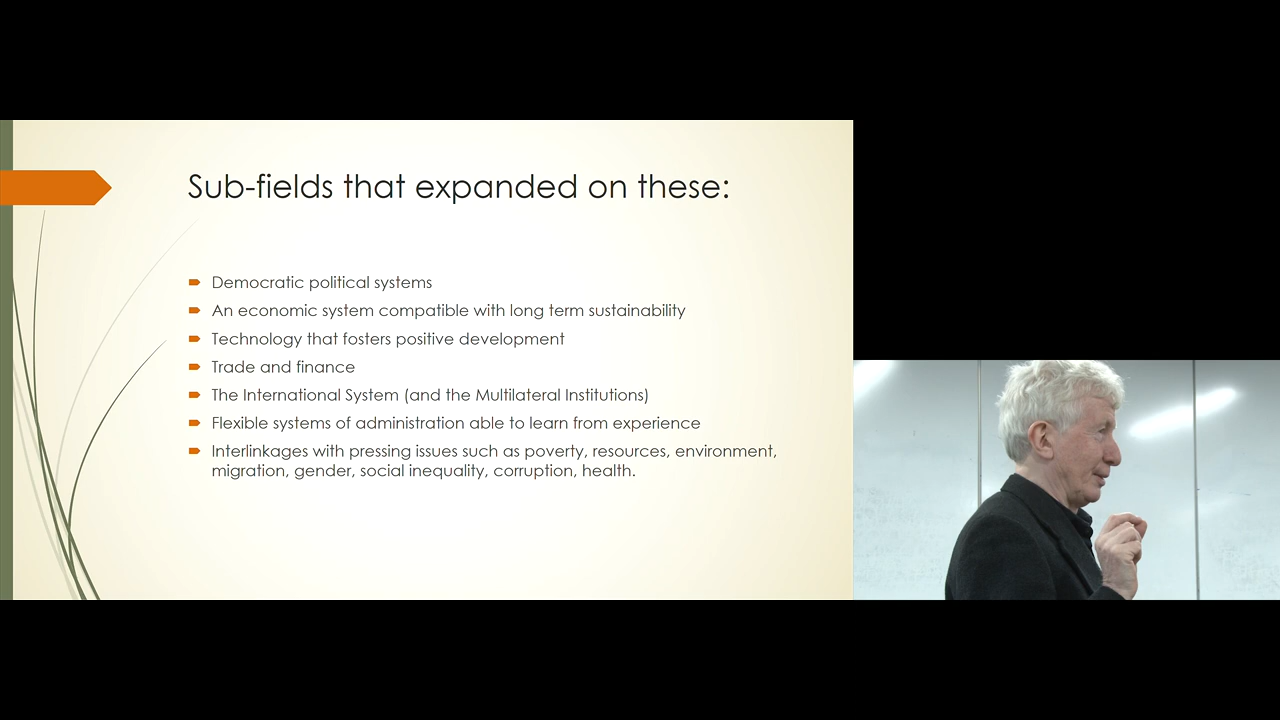 Sub-fields that expanded on these:
Democratic political systems
An economic system compatible with long term sustainability
Technology that fosters positive development
Trade and finance
The International System (and the Multilateral Institutions)
Flexible systems of administration able to learn from experience
Interlinkages with pressing issues such as poverty, resources, environment,
migration, gender, social inequality, corruption, health.